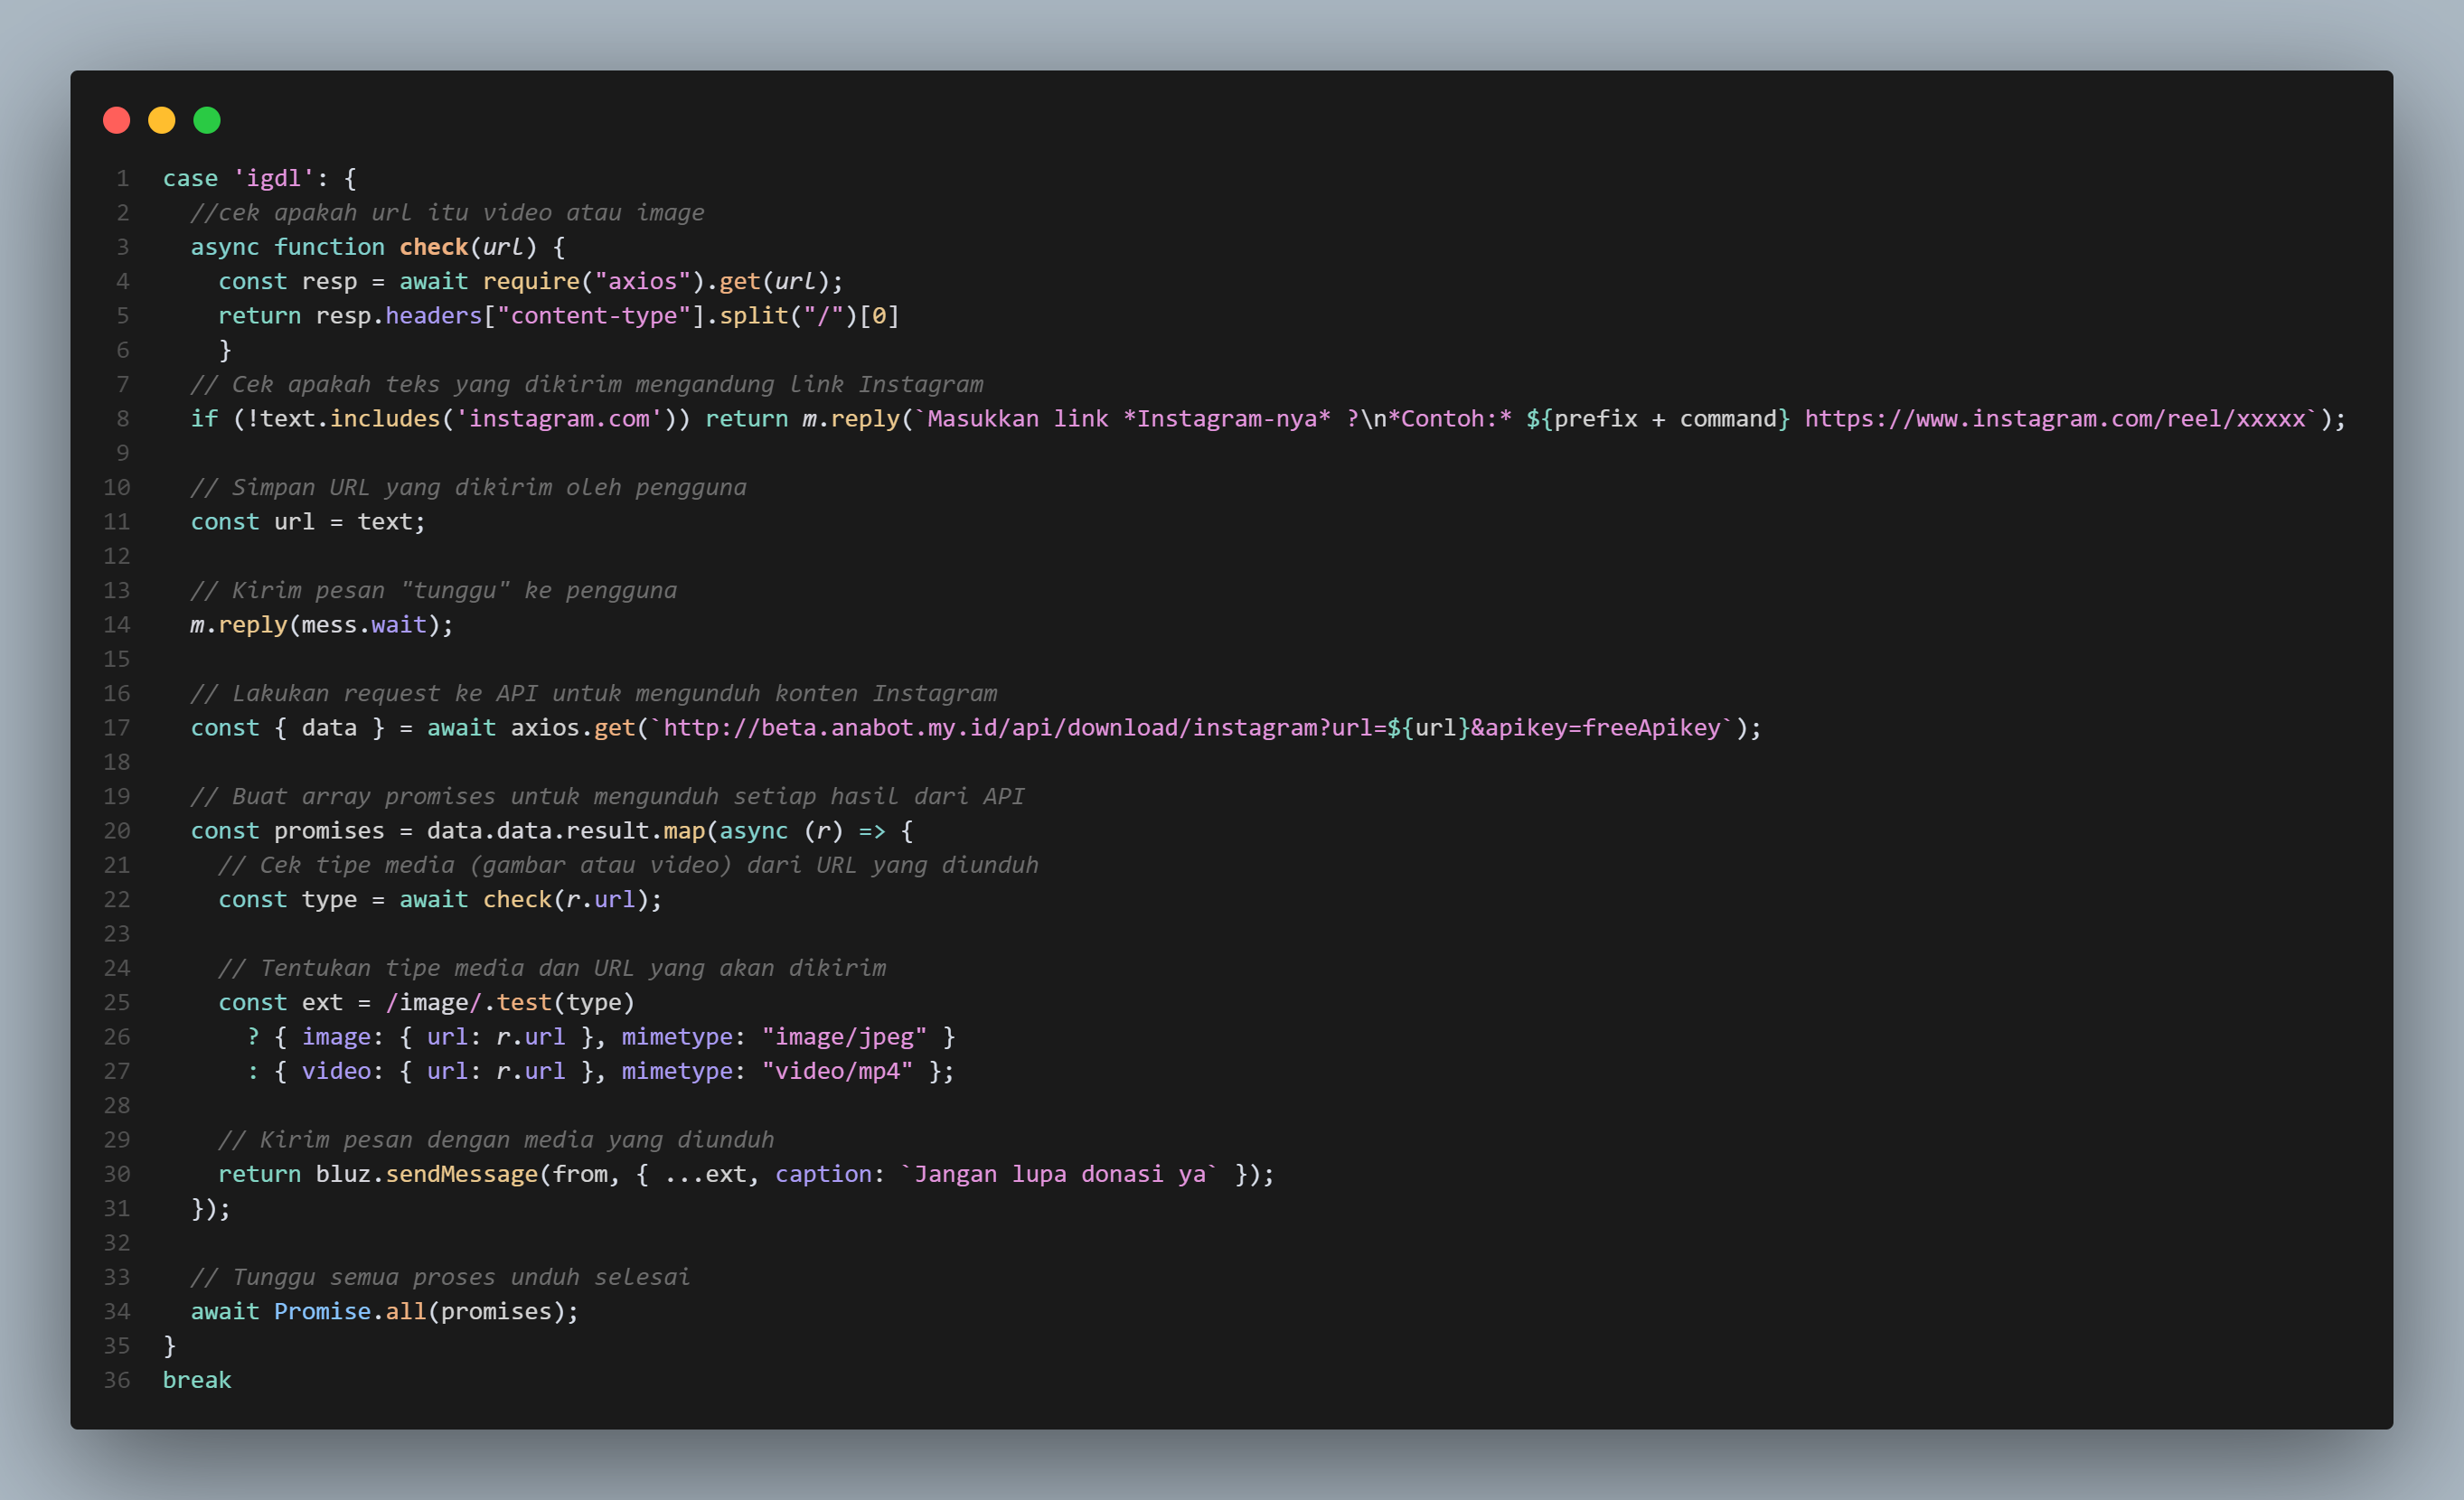 1 case 'igdl': {
2 //cek apakah url itu video atau image
3 async function check(url) {
4 const resp = await require("axios").get(url);
5 return resp.headers["content-type"].split("/")[0]
6 }
7 // Cek apakah teks yang dikirim mengandung link Instagram
8 if (!text.includes('instagram.com')) return m.reply(`Masukkan link *Instagram-nya* ?\n*Contoh:* ${prefix + command} https://www.instagram.com/reel/xxxxx`);
9
10 // Simpan URL yang dikirim oleh pengguna
11 const url = text;
12
13 // Kirim pesan "tunggu" ke pengguna
14 m.reply(mess.wait);
15
16 // Lakukan request ke API untuk mengunduh konten Instagram
17 const { data } = await axios.get(`http://beta.anabot.my.id/api/download/instagram?url=${url}&apikey=freeApikey`);
18
19 // Buat array promises untuk mengunduh setiap hasil dari API
20 const promises = data.data.result.map(async (r) => {
21 // Cek tipe media (gambar atau video) dari URL yang diunduh
22 const type = await check(r.url);
23
24 // Tentukan tipe media dan URL yang akan dikirim
25 const ext = /image/.test(type)
26 ? { image: { url: r.url }, mimetype: "image/jpeg" }
27 : { video: { url: r.url }, mimetype: "video/mp4" };
28
29 // Kirim pesan dengan media yang diunduh
30 return bluz.sendMessage(from, { ...ext, caption: `Jangan lupa donasi ya` });
31 });
32
33 // Tunggu semua proses unduh selesai
34 await Promise.all(promises);
35 }
36 break